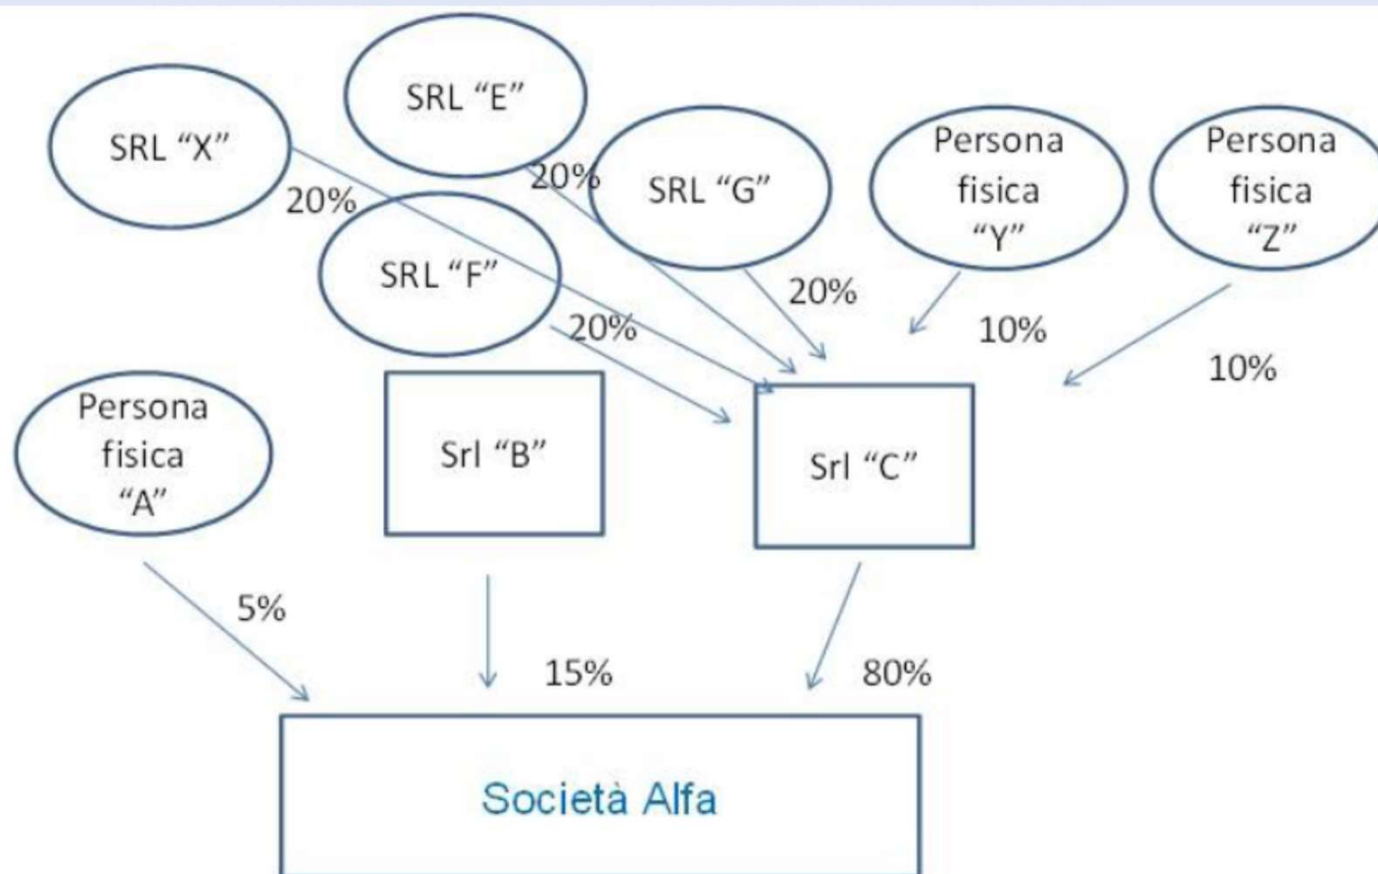 SRL “E”
SRL “X”
20%
20%
SRL “G”
Persona
fisica
“Y”
Persona
fisica
“Z”
SRL “F”
20%
20%
10%
10%
Persona
fisica
“A”
Srl “B”
Srl “C”
5%
15%
80%
Società Alfa